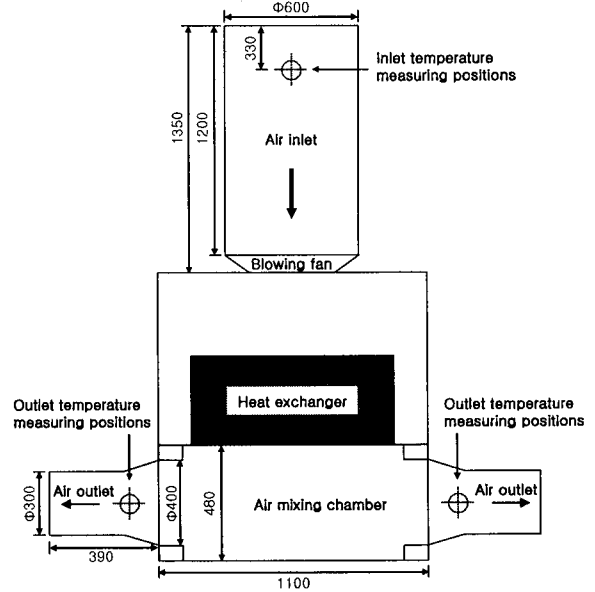 Φ600
330
Inlet temperature
measuring positions
1350
1200
Air inlet
Blowing fan
Heat exchanger
Outlet temperature
measuring positions
Outlet temperature
measuring positions
Φ300
Air outlet
Φ400
480
Air mixing chamber
Air outlet
390
1100